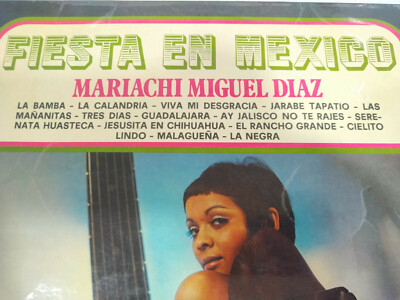 FIESTA EN MEXICO
MARIACHI MIGUEL DIAZ
LA BAMBA - LA CALANDRIA - VIVA MI DESGRACIA - JARABE TAPATIO - LAS
MAÑANITAS - TRES DIAS - GUADALAJARA - AY JALISCO NO TE RAJES - SERE-
NATA HUASTECA - JESUSITA EN CHIHUAHUA - EL RANCHO GRANDE - CIELITO
LINDO - MALAGUEÑA - LA NEGRA